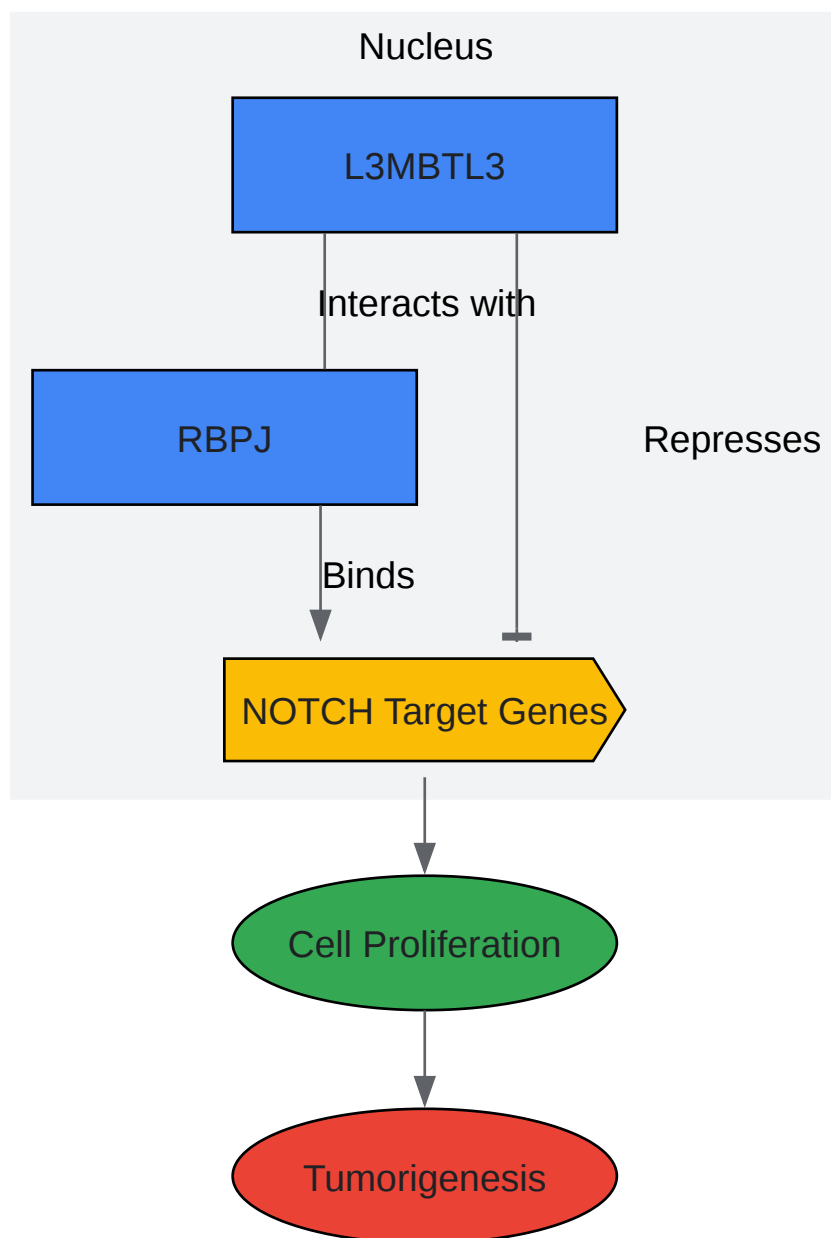 Nucleus
L3MBTL3
Interacts with
RBPJ
Represses
Binds
NOTCH Target Genes
Cell Proliferation
Tumorigenesis